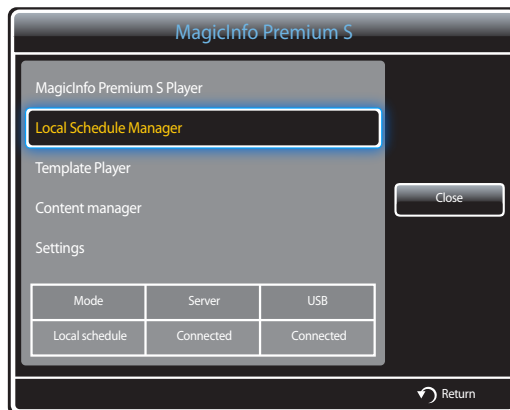 MagicInfo Premium S
MagicInfo Premium S Player
Local Schedule Manager
Template Player
Content manager
Settings
Close
Mode Server USB
Local schedule Connected Connected
Return